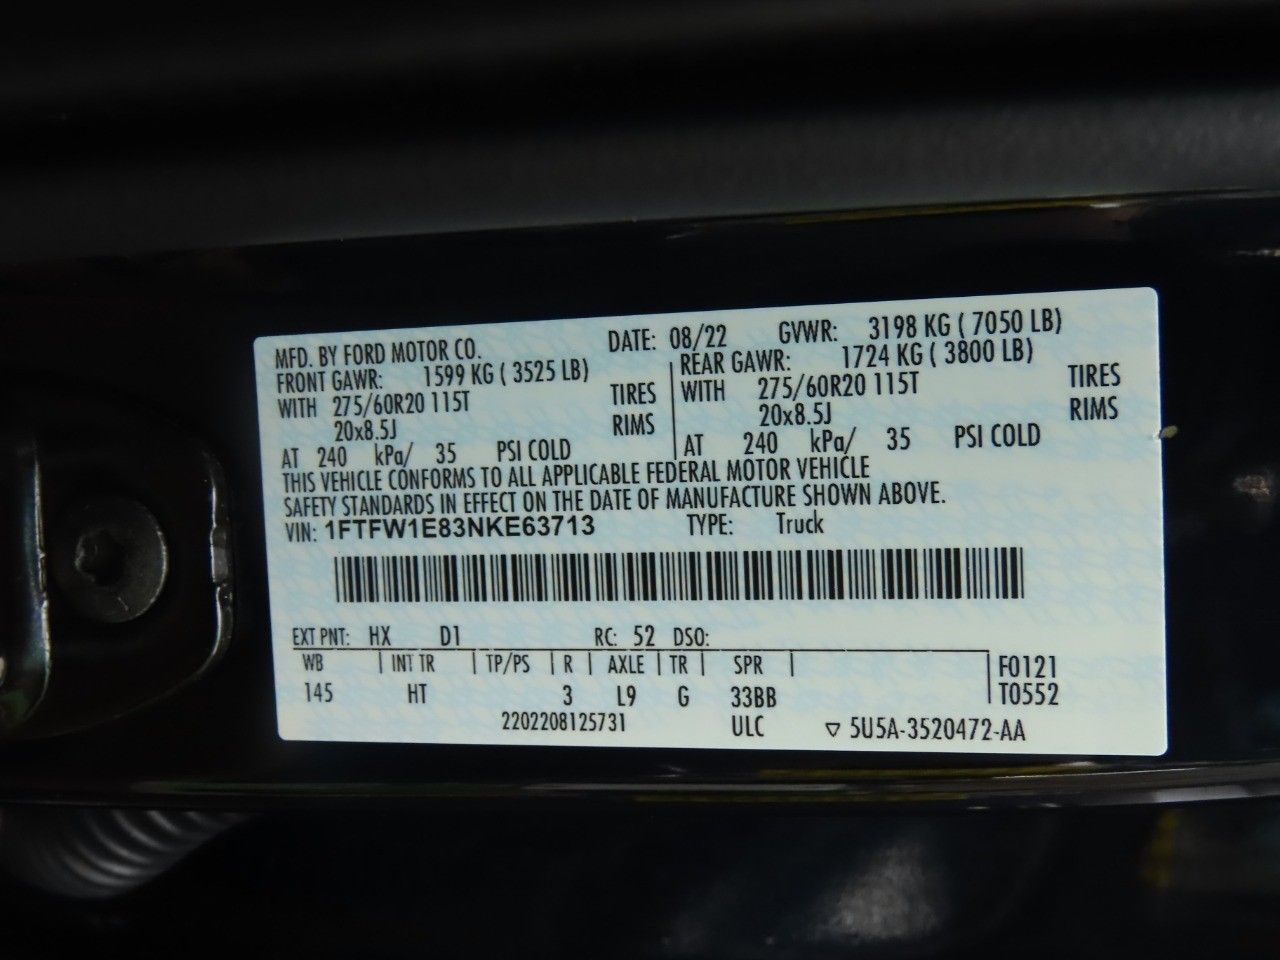 MFD. BY FORD MOTOR CO. DATE: 08/22 GVWR: 3198 KG ( 7050 LB)
FRONT GAWR: 1599 KG ( 3525 LB) REAR GAWR: 1724 KG ( 3800 LB)
WITH 275/60R20 115T TIRES WITH 275/60R20 115T TIRES
20x8.5J RIMS 20x8.5J RIMS
AT 240 kPa/ 35 PSI COLD AT 240 kPa/ 35 PSI COLD
THIS VEHICLE CONFORMS TO ALL APPLICABLE FEDERAL MOTOR VEHICLE
SAFETY STANDARDS IN EFFECT ON THE DATE OF MANUFACTURE SHOWN ABOVE.
VIN: 1FTFW1E83NKE63713 TYPE: Truck
EXT PNT: HX D1 RC: 52 DSO:
WB INT TR TP/PS R AXLE TR SPR F0121
145 HT 3 L9 G 33BB T0552
2202208125731 ULC ▽ 5U5A-3520472-AA